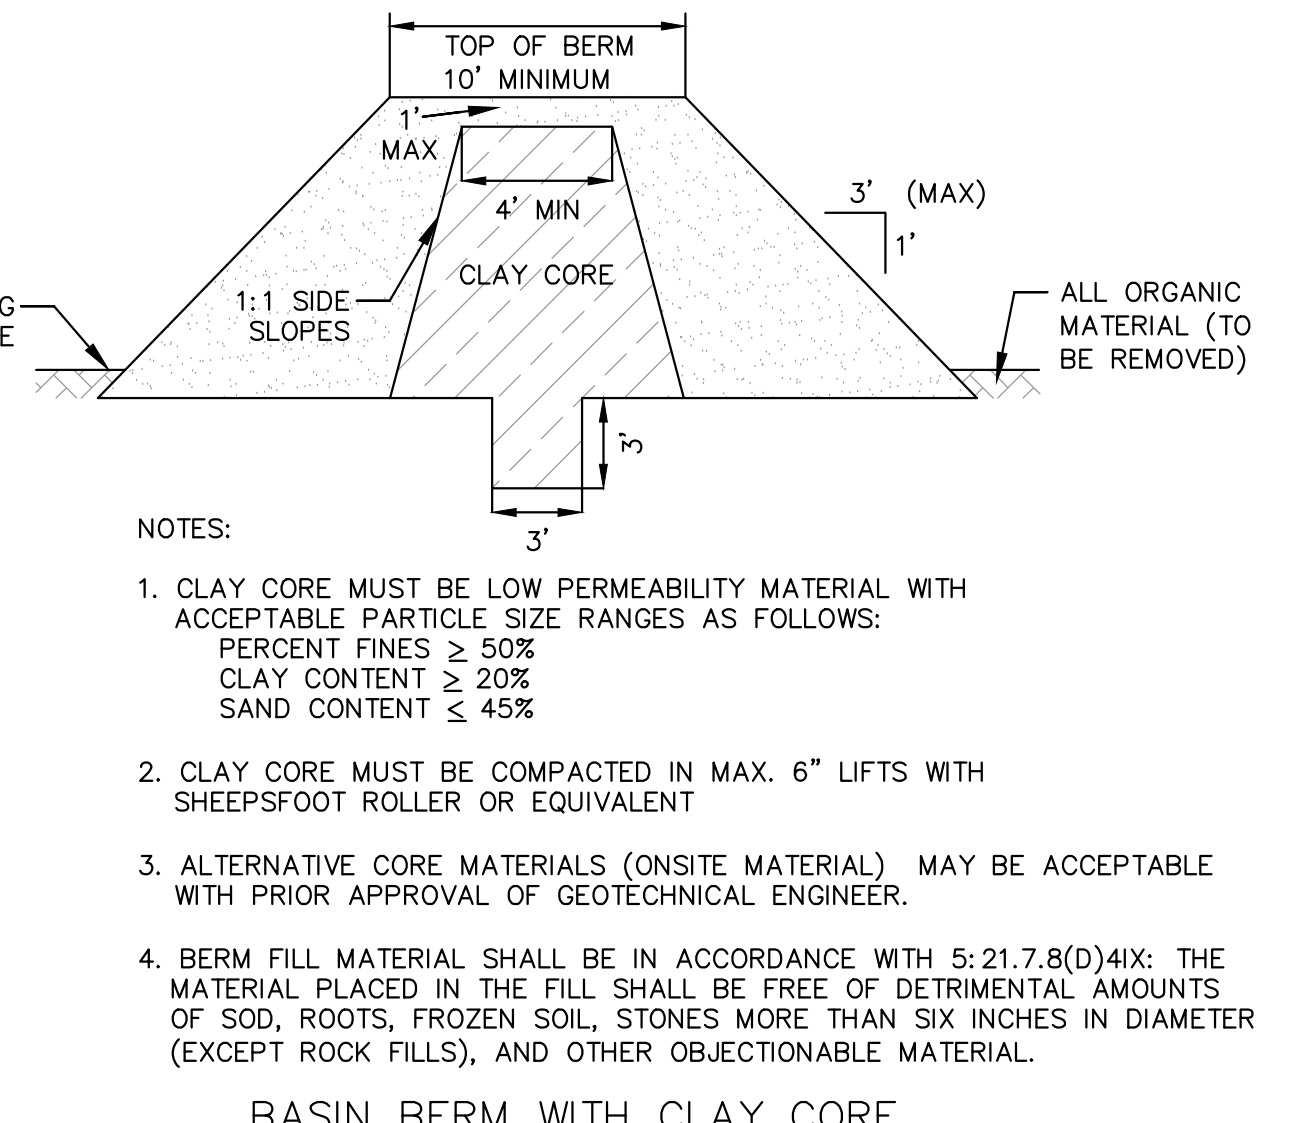 TOP OF BERM
10' MINIMUM
1'
MAX
4' MIN
3' (MAX)
1'
CLAY CORE
1:1 SIDE
SLOPES
G
E
ALL ORGANIC
MATERIAL (TO
BE REMOVED)
3'
3'
NOTES:
1. CLAY CORE MUST BE LOW PERMEABILITY MATERIAL WITH
ACCEPTABLE PARTICLE SIZE RANGES AS FOLLOWS:
PERCENT FINES ≥ 50%
CLAY CONTENT ≥ 20%
SAND CONTENT ≤ 45%
2. CLAY CORE MUST BE COMPACTED IN MAX. 6" LIFTS WITH
SHEEPSFOOT ROLLER OR EQUIVALENT
3. ALTERNATIVE CORE MATERIALS (ONSITE MATERIAL) MAY BE ACCEPTABLE
WITH PRIOR APPROVAL OF GEOTECHNICAL ENGINEER.
4. BERM FILL MATERIAL SHALL BE IN ACCORDANCE WITH 5:21.7.8(D)4IX: THE
MATERIAL PLACED IN THE FILL SHALL BE FREE OF DETRIMENTAL AMOUNTS
OF SOD, ROOTS, FROZEN SOIL, STONES MORE THAN SIX INCHES IN DIAMETER
(EXCEPT ROCK FILLS), AND OTHER OBJECTIONABLE MATERIAL.
BASIN BERM WITH CLAY CORE